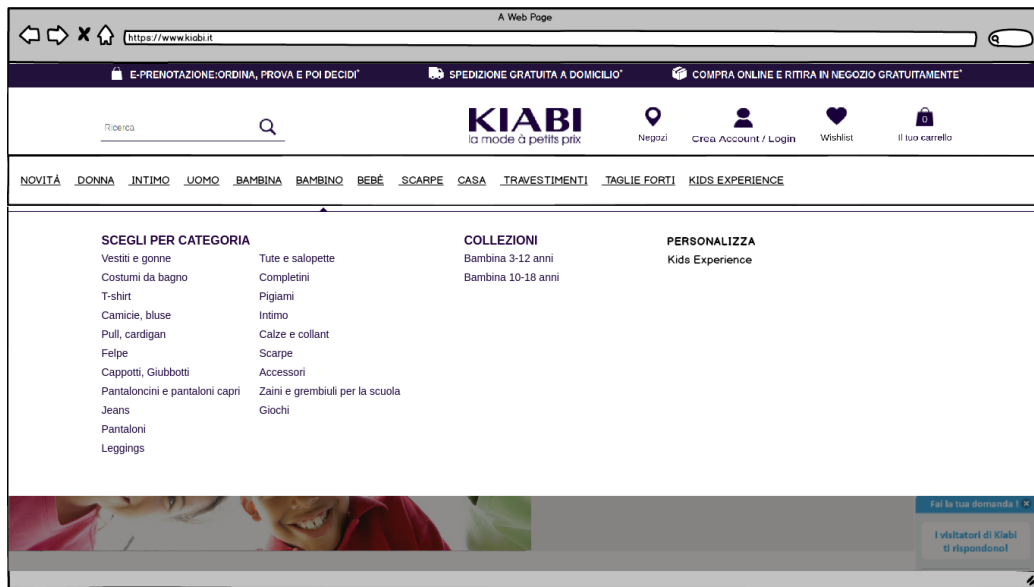 A Web Page
https://www.kiabi.it
E-PRENOTAZIONE:ORDINA, PROVA E POI DECIDI*
SPEDIZIONE GRATUITA A DOMICILIO*
COMPRA ONLINE E RITIRA IN NEGOZIO GRATUITAMENTE*
Ricerca
KIABI
la mode à petits prix
Negozi
Crea Account / Login
Wishlist
0
Il tuo carrello
NOVITÀ DONNA INTIMO UOMO BAMBINA BAMBINO BEBÈ SCARPE CASA TRAVESTIMENTI TAGLIE FORTI KIDS EXPERIENCE
SCEGLI PER CATEGORIA
Vestiti e gonne
Costumi da bagno
T-shirt
Camicie, bluse
Pull, cardigan
Felpe
Cappotti, Giubbotti
Pantaloncini e pantaloni capri
Jeans
Pantaloni
Leggings
Tute e salopette
Completini
Pigiami
Intimo
Calze e collant
Scarpe
Accessori
Zaini e grembiuli per la scuola
Giochi
COLLEZIONI
Bambina 3-12 anni
Bambina 10-18 anni
PERSONALIZZA
Kids Experience
Fai la tua domanda !
I visitatori di Kiabi
ti rispondono!